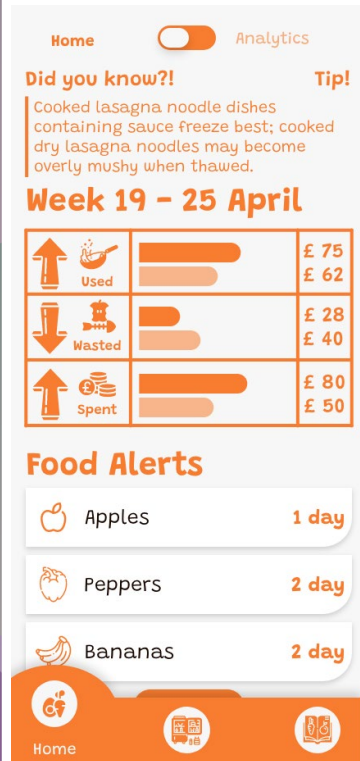 Home Analytics
Did you know?! Tip!
Cooked lasagna noodle dishes
containing sauce freeze best; cooked
dry lasagna noodles may become
overly mushy when thawed.
Week 19 - 25 April
Used £ 75
£ 62
Wasted £ 28
£ 40
Spent £ 80
£ 50
Food Alerts
Apples 1 day
Peppers 2 day
Bananas 2 day
Home